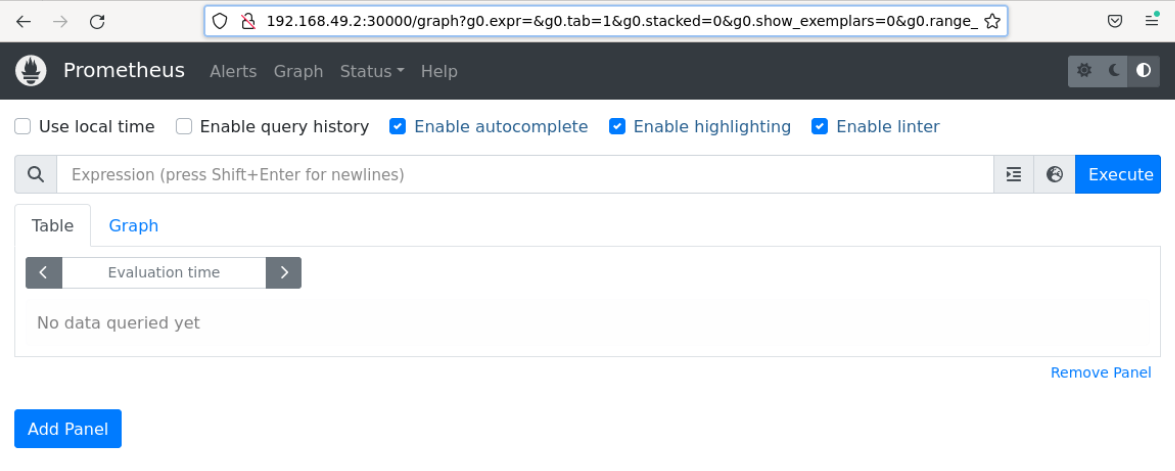 192.168.49.2:30000/graph?g0.expr=&g0.tab=1&g0.stacked=0&g0.show_exemplars=0&g0.range_
Prometheus Alerts Graph Status Help
Use local time Enable query history Enable autocomplete Enable highlighting Enable linter
Expression (press Shift+Enter for newlines) Execute
Table Graph
Evaluation time
No data queried yet
Remove Panel
Add Panel